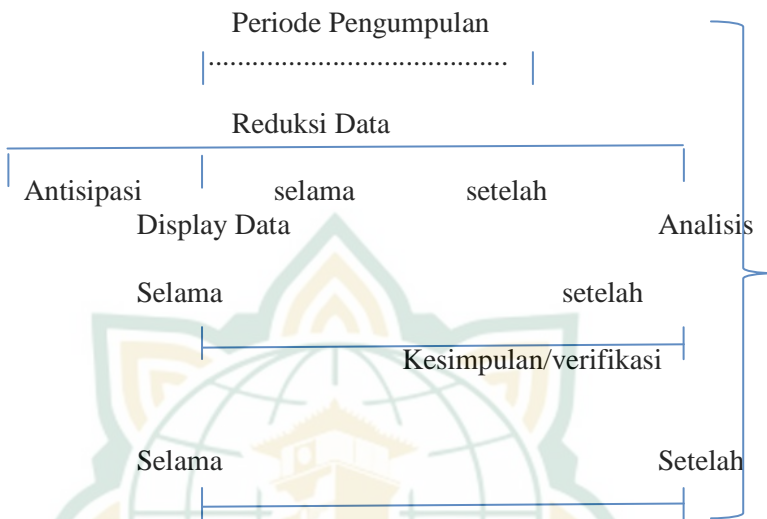 Periode Pengumpulan
..........................................
Reduksi Data
Antisipasi selama setelah
Display Data Analisis
Selama setelah
Kesimpulan/verifikasi
Selama Setelah